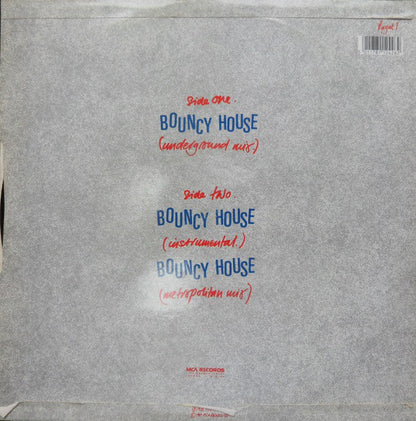 side one.
BOUNCY HOUSE
(underground mix)
side two.
BOUNCY HOUSE
(instrumental.)
BOUNCY HOUSE
(metropolitan mix)
MCA RECORDS